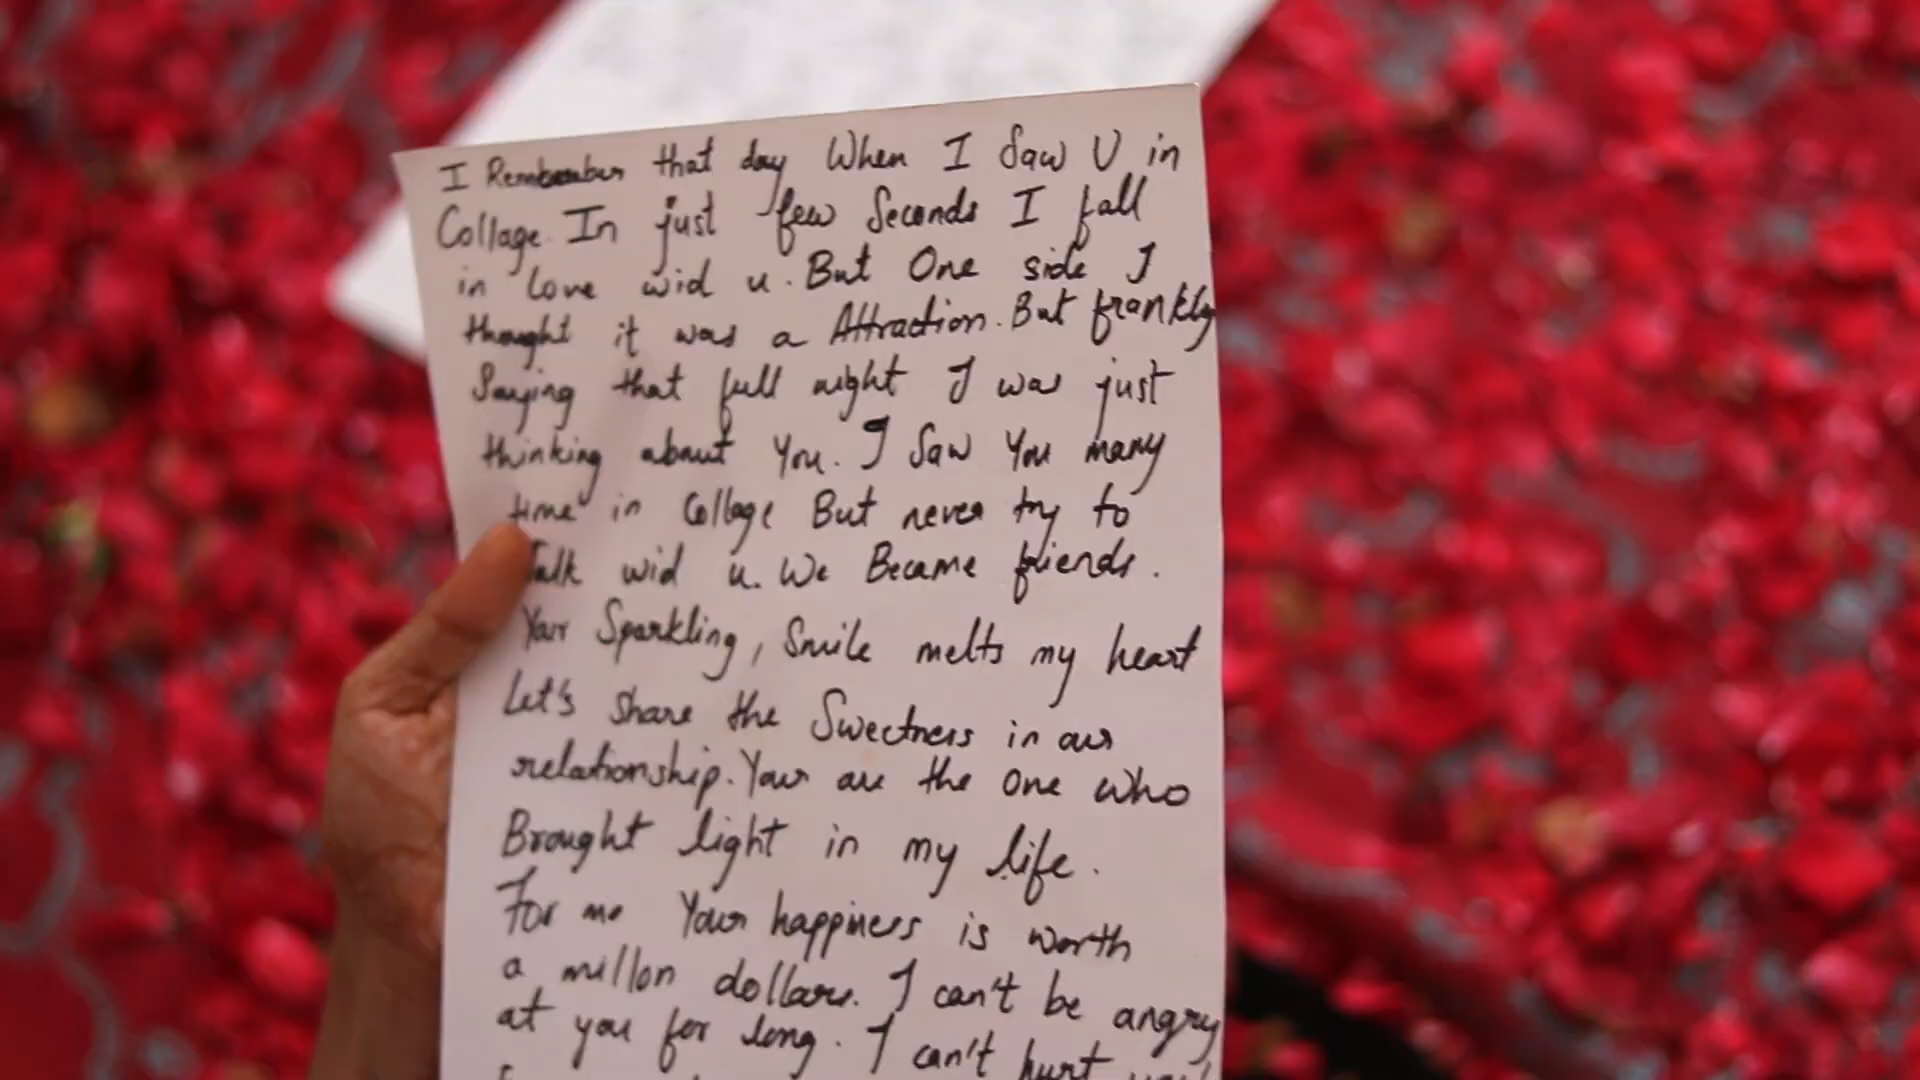 I Remember that day When I Saw U in
Collage. In just few Seconds I fall
in love wid u. But One side I
thought it was a Attraction. But frankly
Saying that full night I was just
thinking about You. I Saw You many
time in Collage But never try to
Talk wid u. We Became friends.
Your Sparkling, Smile melts my heart
Let's share the Sweetness in our
relationship. Your are the One who
Brought light in my life.
For me Your happiness is worth
a millon dollars. I can't be angry
at you for long. I can't hurt